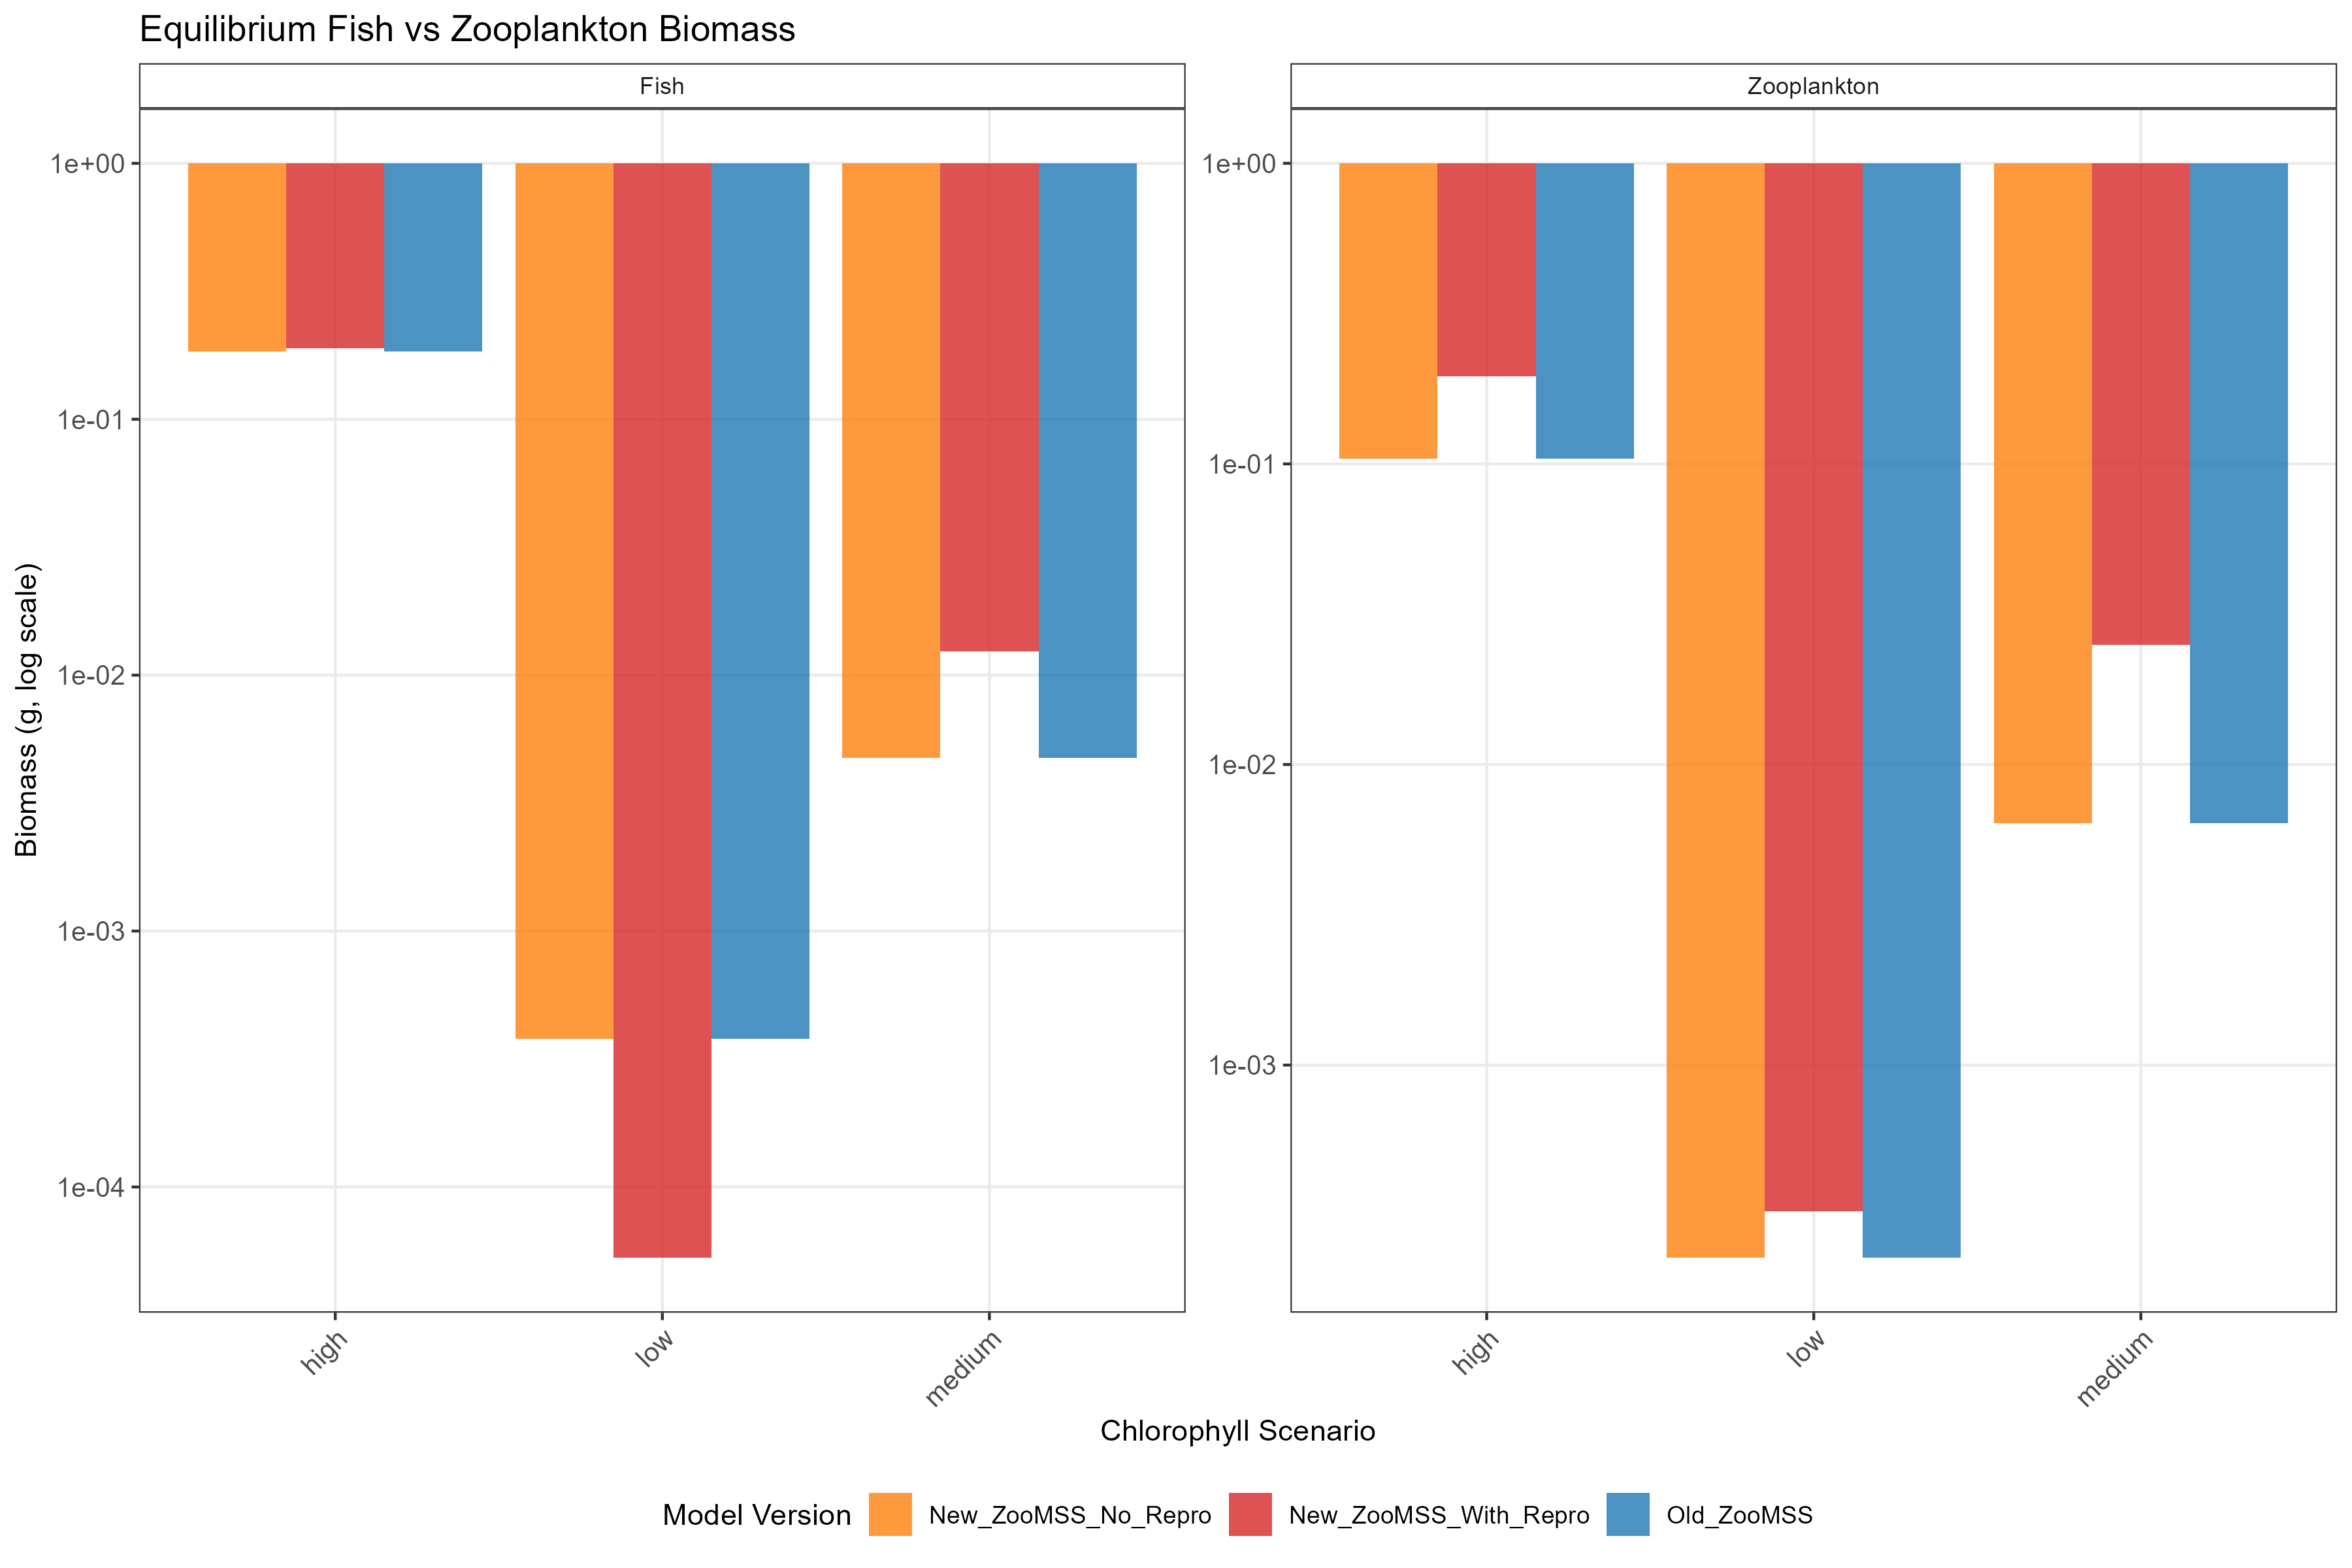 Equilibrium Fish vs Zooplankton Biomass
Fish
Zooplankton
Biomass (g, log scale)
1e+00
1e-01
1e-02
1e-03
1e-04
1e+00
1e-01
1e-02
1e-03
high
low
medium
high
low
medium
Chlorophyll Scenario
Model Version
New_ZooMSS_No_Repro
New_ZooMSS_With_Repro
Old_ZooMSS